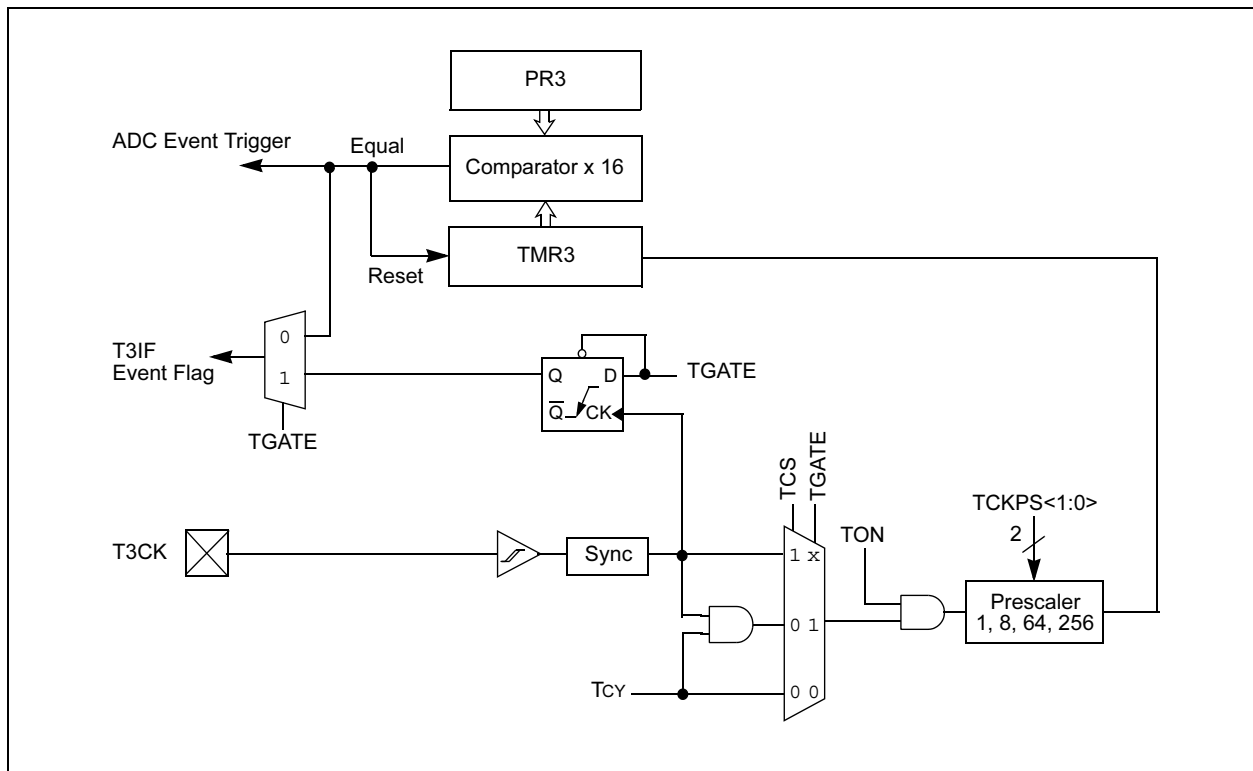 PR3
ADC Event Trigger
Equal
Comparator x 16
TMR3
Reset
0
T3IF
Event Flag
1
Q D
TGATE
Q̅ CK
TGATE
TCS
TGATE
TCKPS<1:0>
2
TON
T3CK
Sync
1 x
Prescaler
1, 8, 64, 256
0 1
TCY
0 0